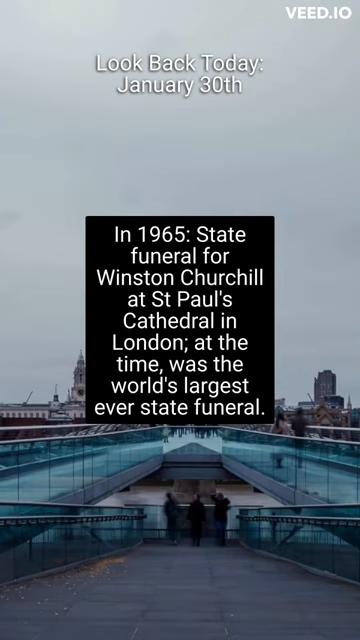 VEED.IO
Look Back Today:
January 30th
In 1965: State
funeral for
Winston Churchill
at St Paul's
Cathedral in
London; at the
time, was the
world's largest
ever state funeral.